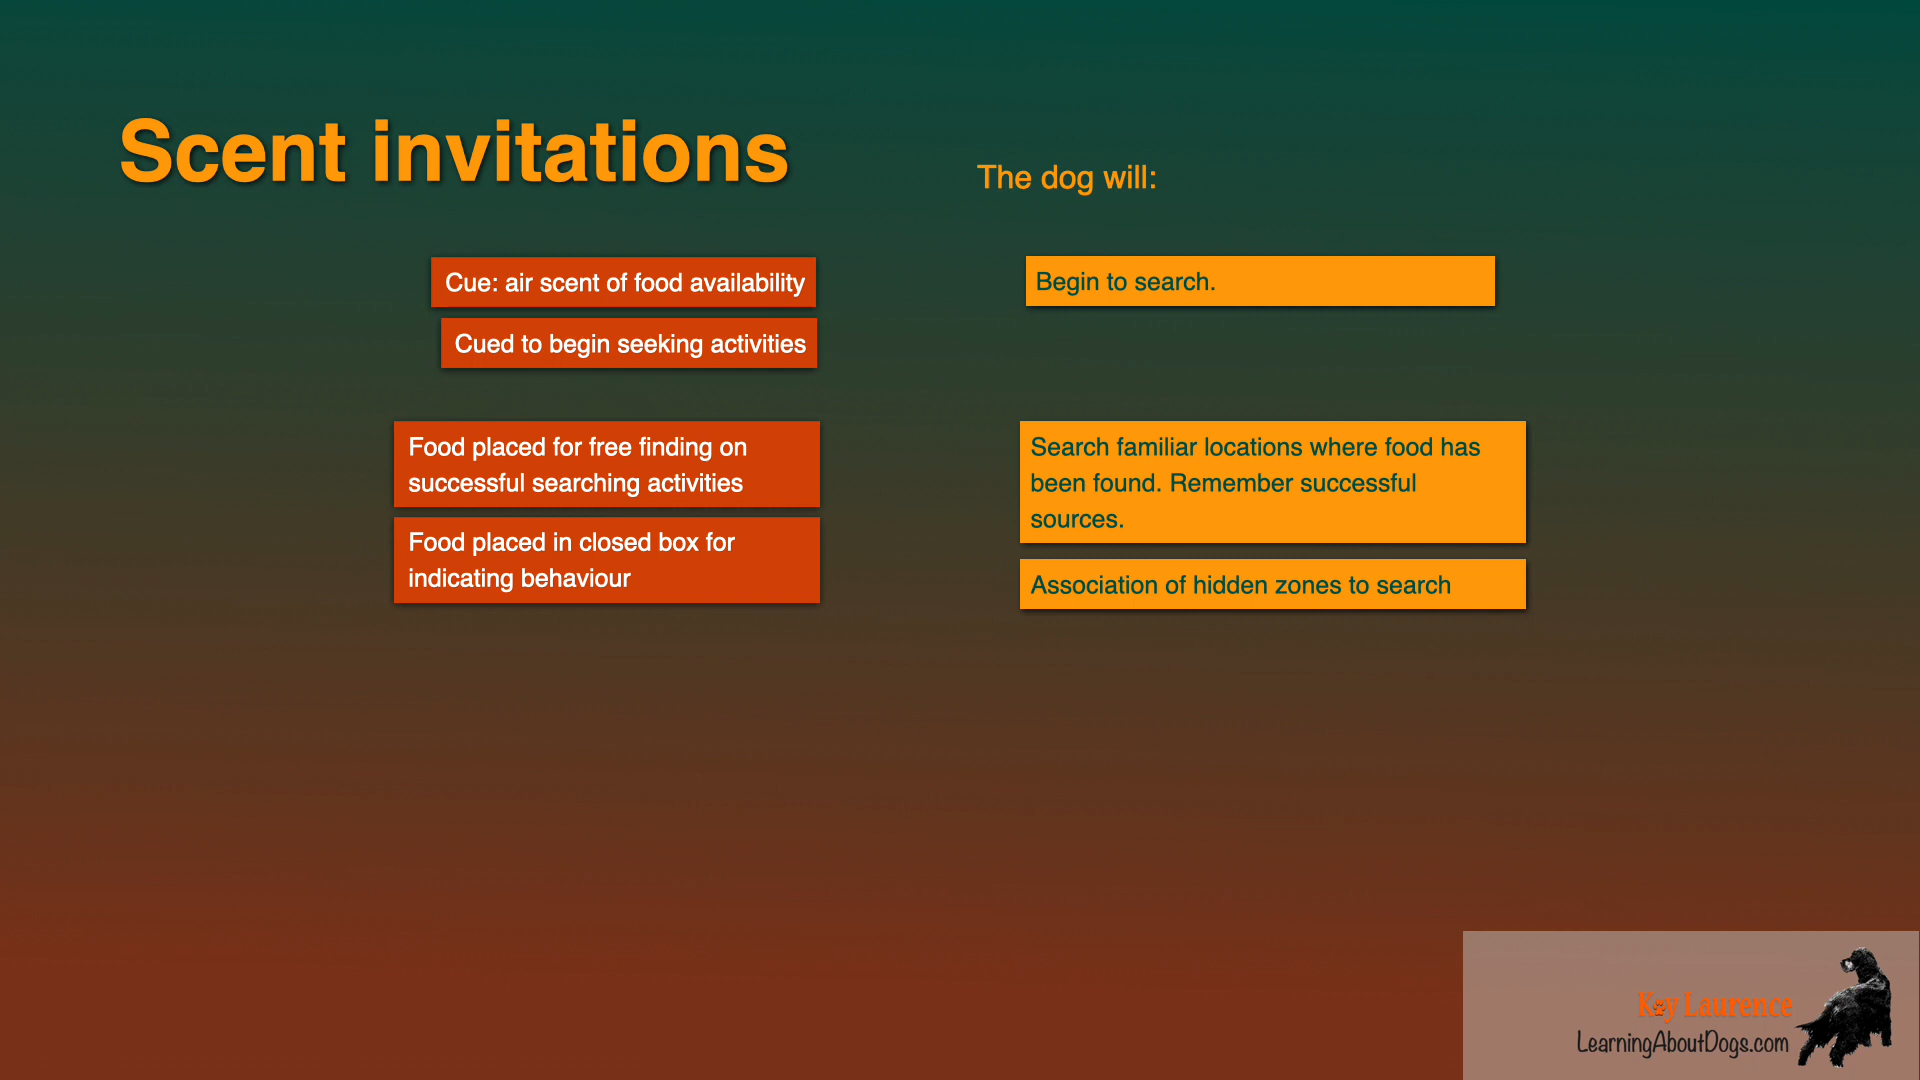 Scent invitations
The dog will:
Cue: air scent of food availability
Begin to search.
Cued to begin seeking activities
Food placed for free finding on
successful searching activities
Search familiar locations where food has
been found. Remember successful
sources.
Food placed in closed box for
indicating behaviour
Association of hidden zones to search
Kay Laurence
LearningAboutDogs.com